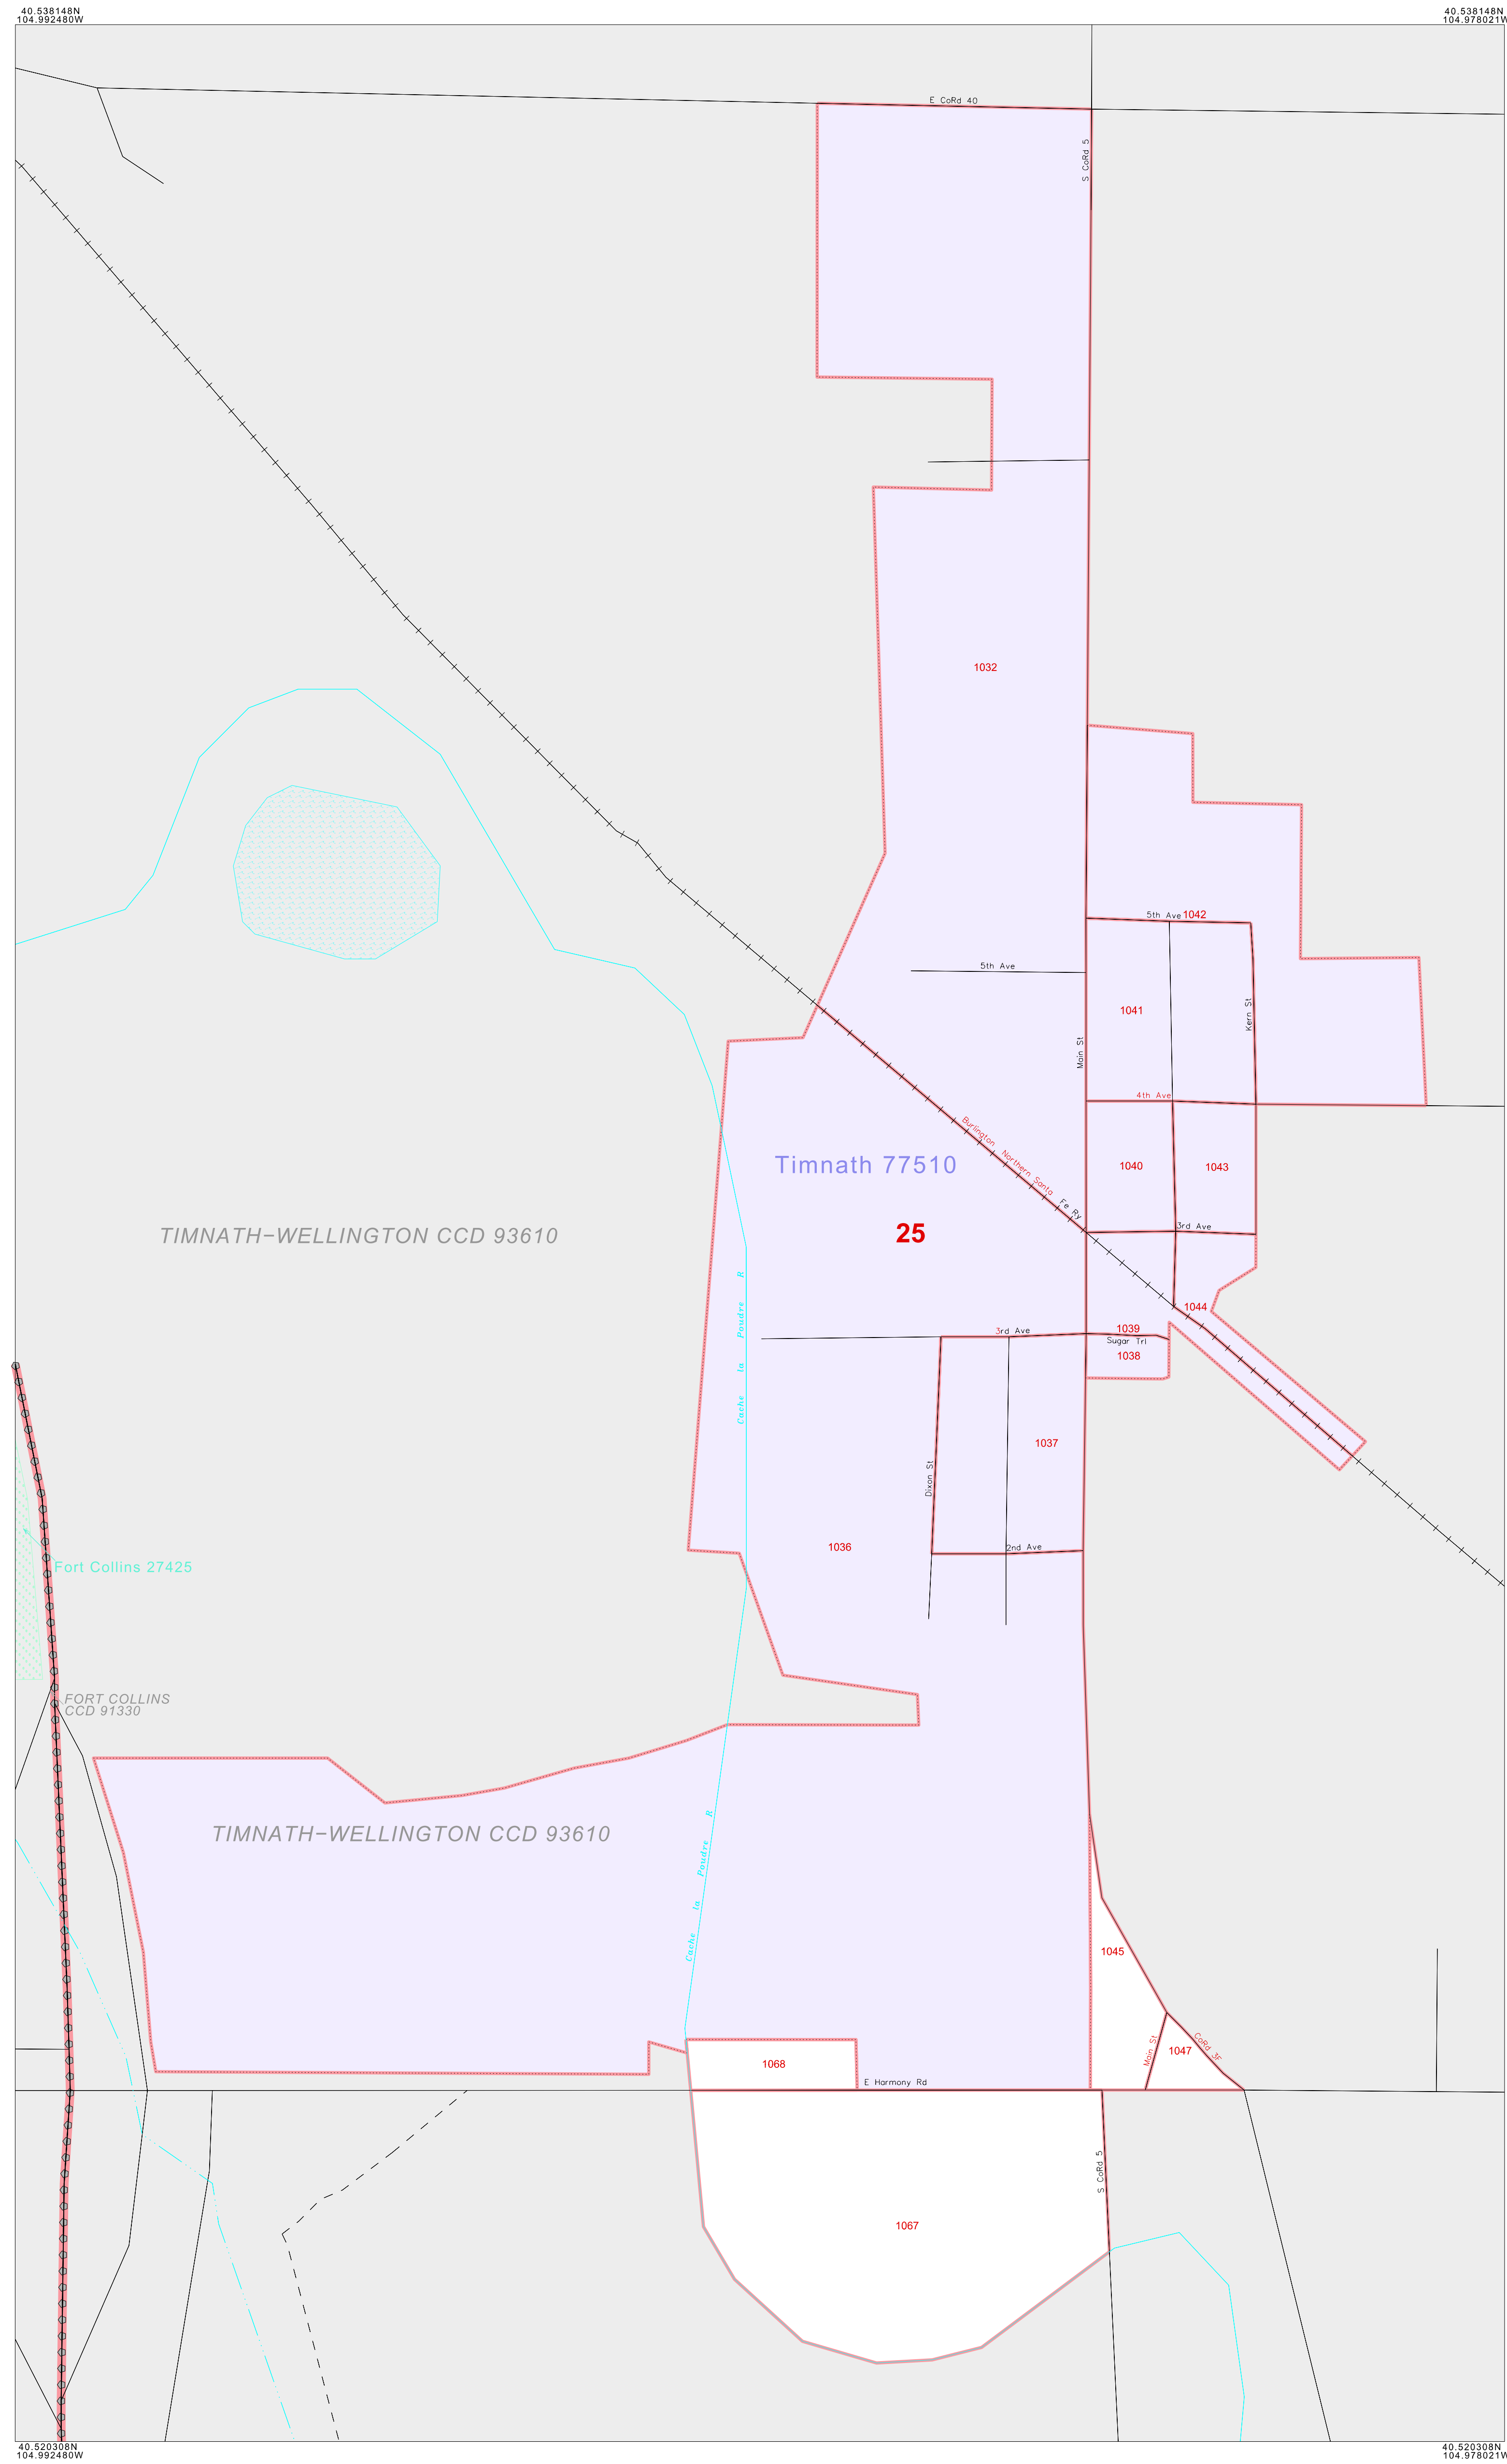 40.538148N
104.992480W
40.538148N
104.978021W
E CoRd 40
S CoRd 5
1032
5th Ave
1042
5th Ave
1041
Kern St
Main St
4th Ave
Burlington Northern Santa Fe Ry
Timnath 77510
1040
1043
25
TIMNATH-WELLINGTON CCD 93610
3rd Ave
Cache la Poudre R
1044
1039
3rd Ave
Sugar Trl
1038
1037
Dixon St
1036
2nd Ave
Fort Collins 27425
FORT COLLINS
CCD 91330
TIMNATH-WELLINGTON CCD 93610
Cache la Poudre R
1045
Main St
CoRd 3F
1047
1068
E Harmony Rd
S CoRd 5
1067
40.520308N
104.992480W
40.520308N
104.978021W